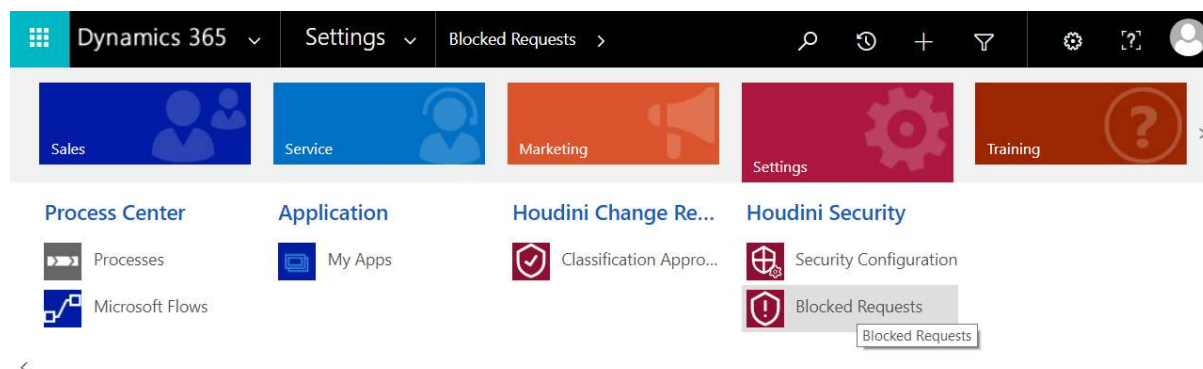 Dynamics 365 Settings Blocked Requests
Sales Service Marketing Settings Training
Process Center Application Houdini Change Re... Houdini Security
Processes My Apps Classification Appro... Security Configuration
Microsoft Flows Blocked Requests
Blocked Requests